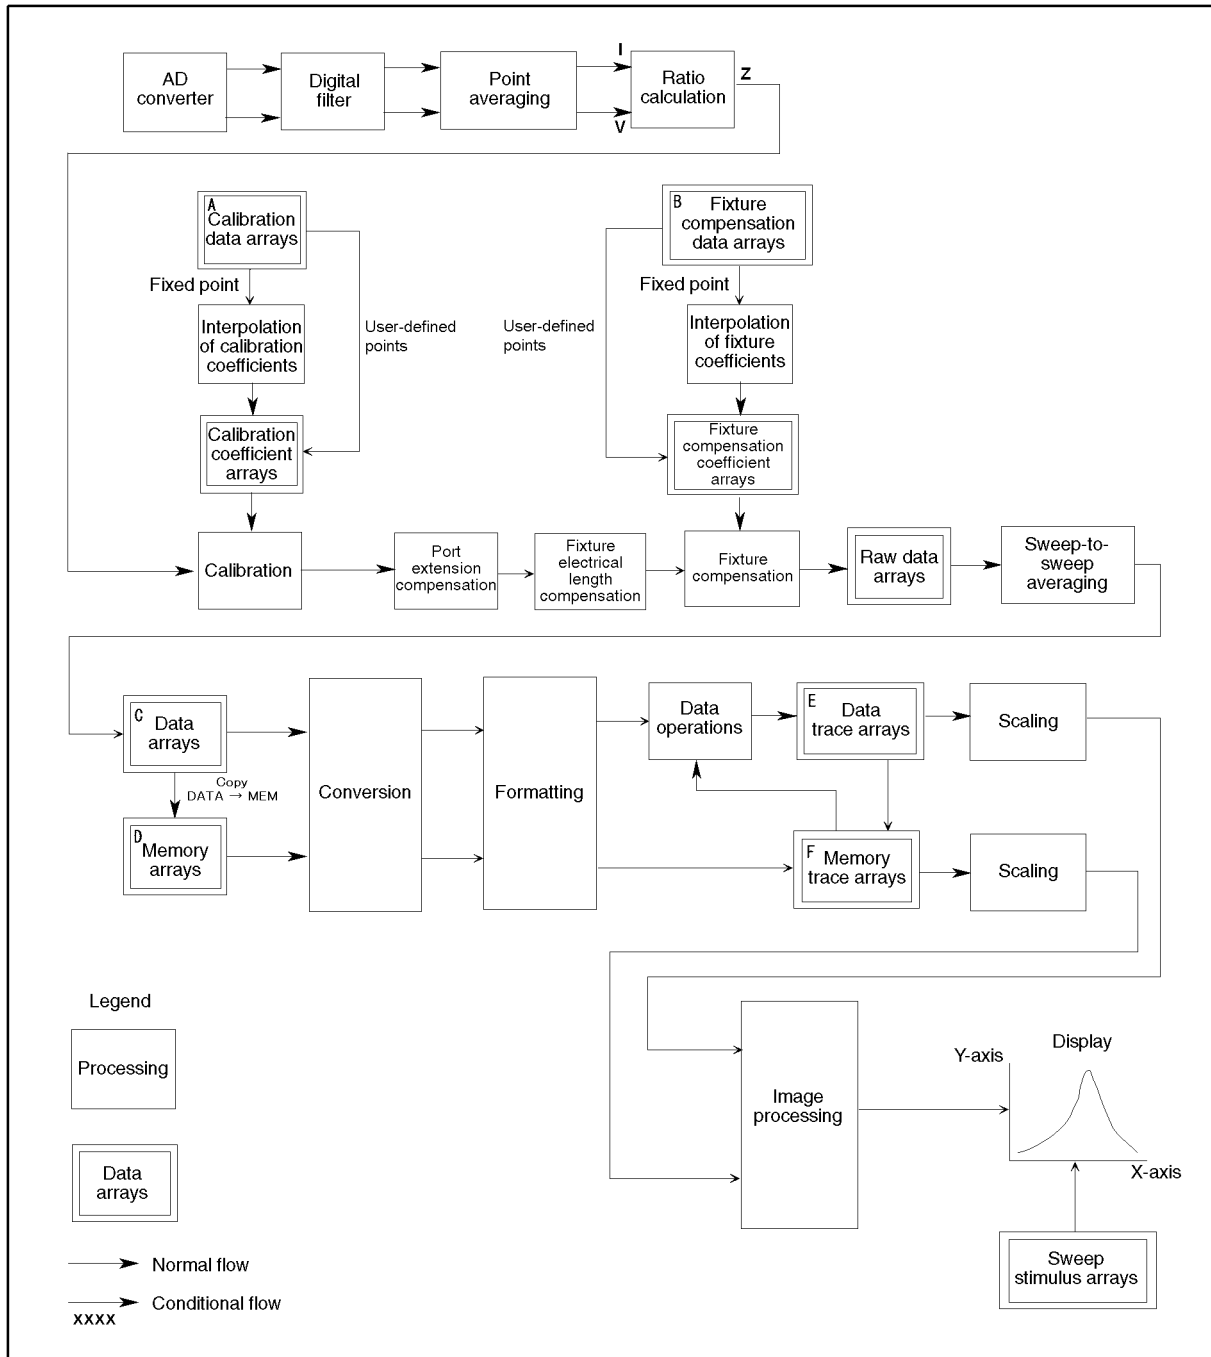 AD
converter
Digital
filter
Point
averaging
I
V
Ratio
calculation
Z
A
Calibration
data arrays
Fixed point
Interpolation
of calibration
coefficients
User-defined
points
Calibration
coefficient
arrays
B
Fixture
compensation
data arrays
Fixed point
User-defined
points
Interpolation
of fixture
coefficients
Fixture
compensation
coefficient
arrays
Calibration
Port
extension
compensation
Fixture
electrical
length
compensation
Fixture
compensation
Raw data
arrays
Sweep-to-
sweep
averaging
C
Data
arrays
Copy
DATA → MEM
D
Memory
arrays
Conversion
Formatting
Data
operations
E
Data
trace arrays
Scaling
F
Memory
trace arrays
Scaling
Legend
Processing
Data
arrays
Normal flow
Conditional flow
XXXX
Image
processing
Y-axis
Display
X-axis
Sweep
stimulus arrays